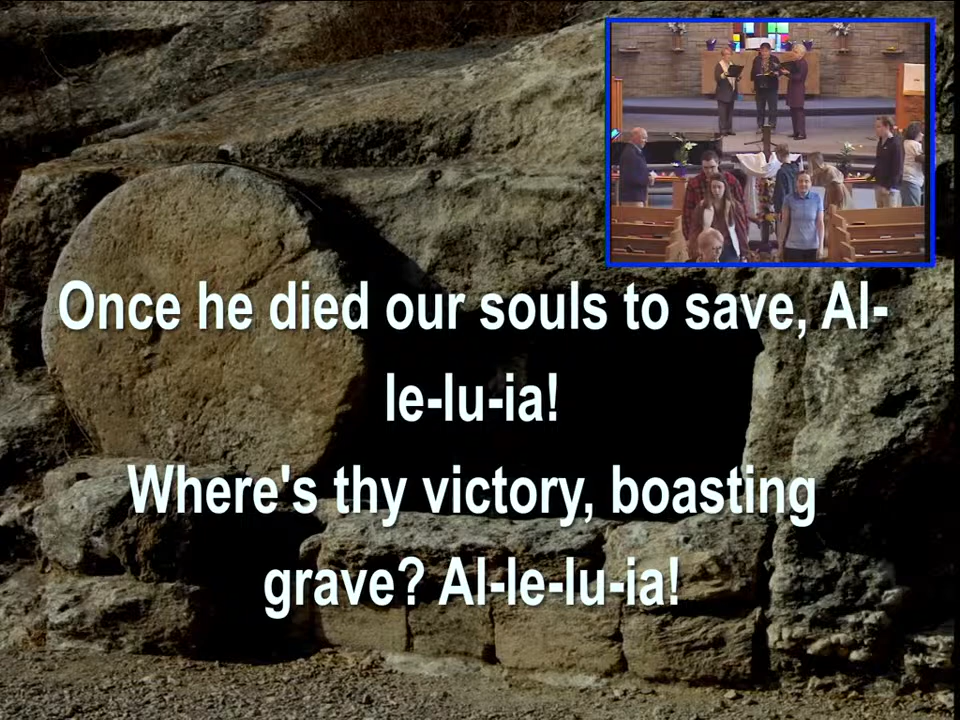 Once he died our souls to save, Al-
le-lu-ia!
Where's thy victory, boasting
grave? Al-le-lu-ia!